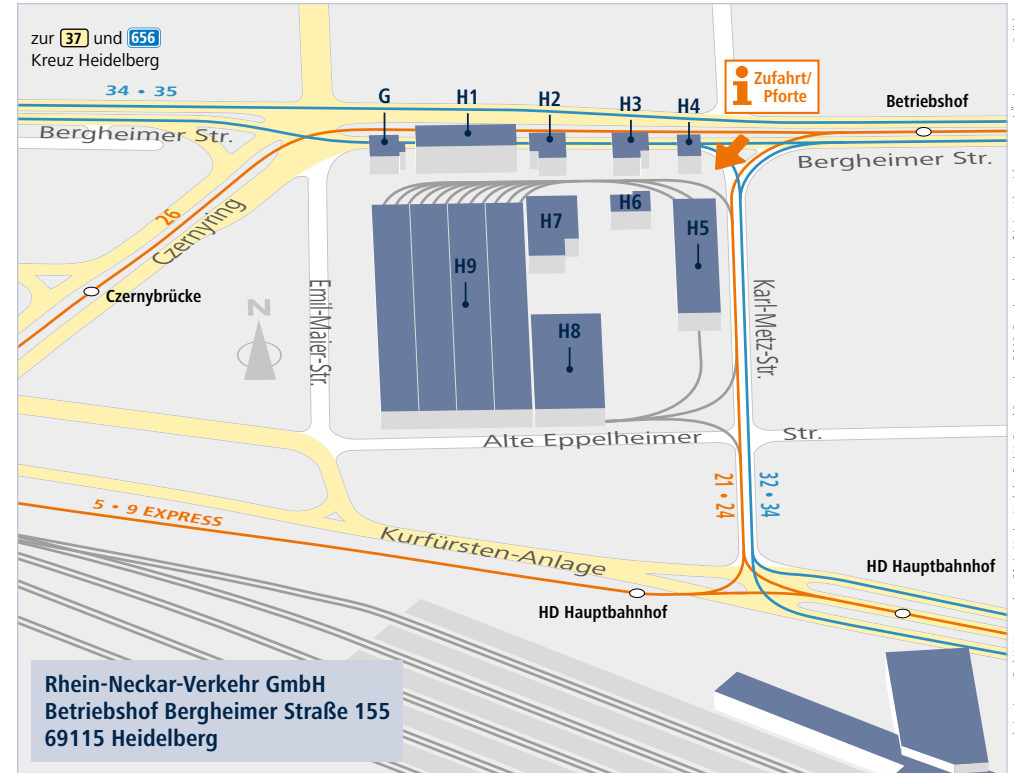 zur 37 und 656
Kreuz Heidelberg
34 • 35
Bergheimer Str.
G
H1
H2
H3
H4
i
Zufahrt/
Pforte
Betriebshof
Bergheimer Str.
26
Czernyring
Czernybrücke
Emil-Maier-Str.
N
H9
H7
H6
H5
H8
Karl-Metz-Str.
Alte Eppelheimer Str.
21 • 24
32 • 34
5 • 9 EXPRESS
Kurfürsten-Anlage
HD Hauptbahnhof
HD Hauptbahnhof
Rhein-Neckar-Verkehr GmbH
Betriebshof Bergheimer Straße 155
69115 Heidelberg